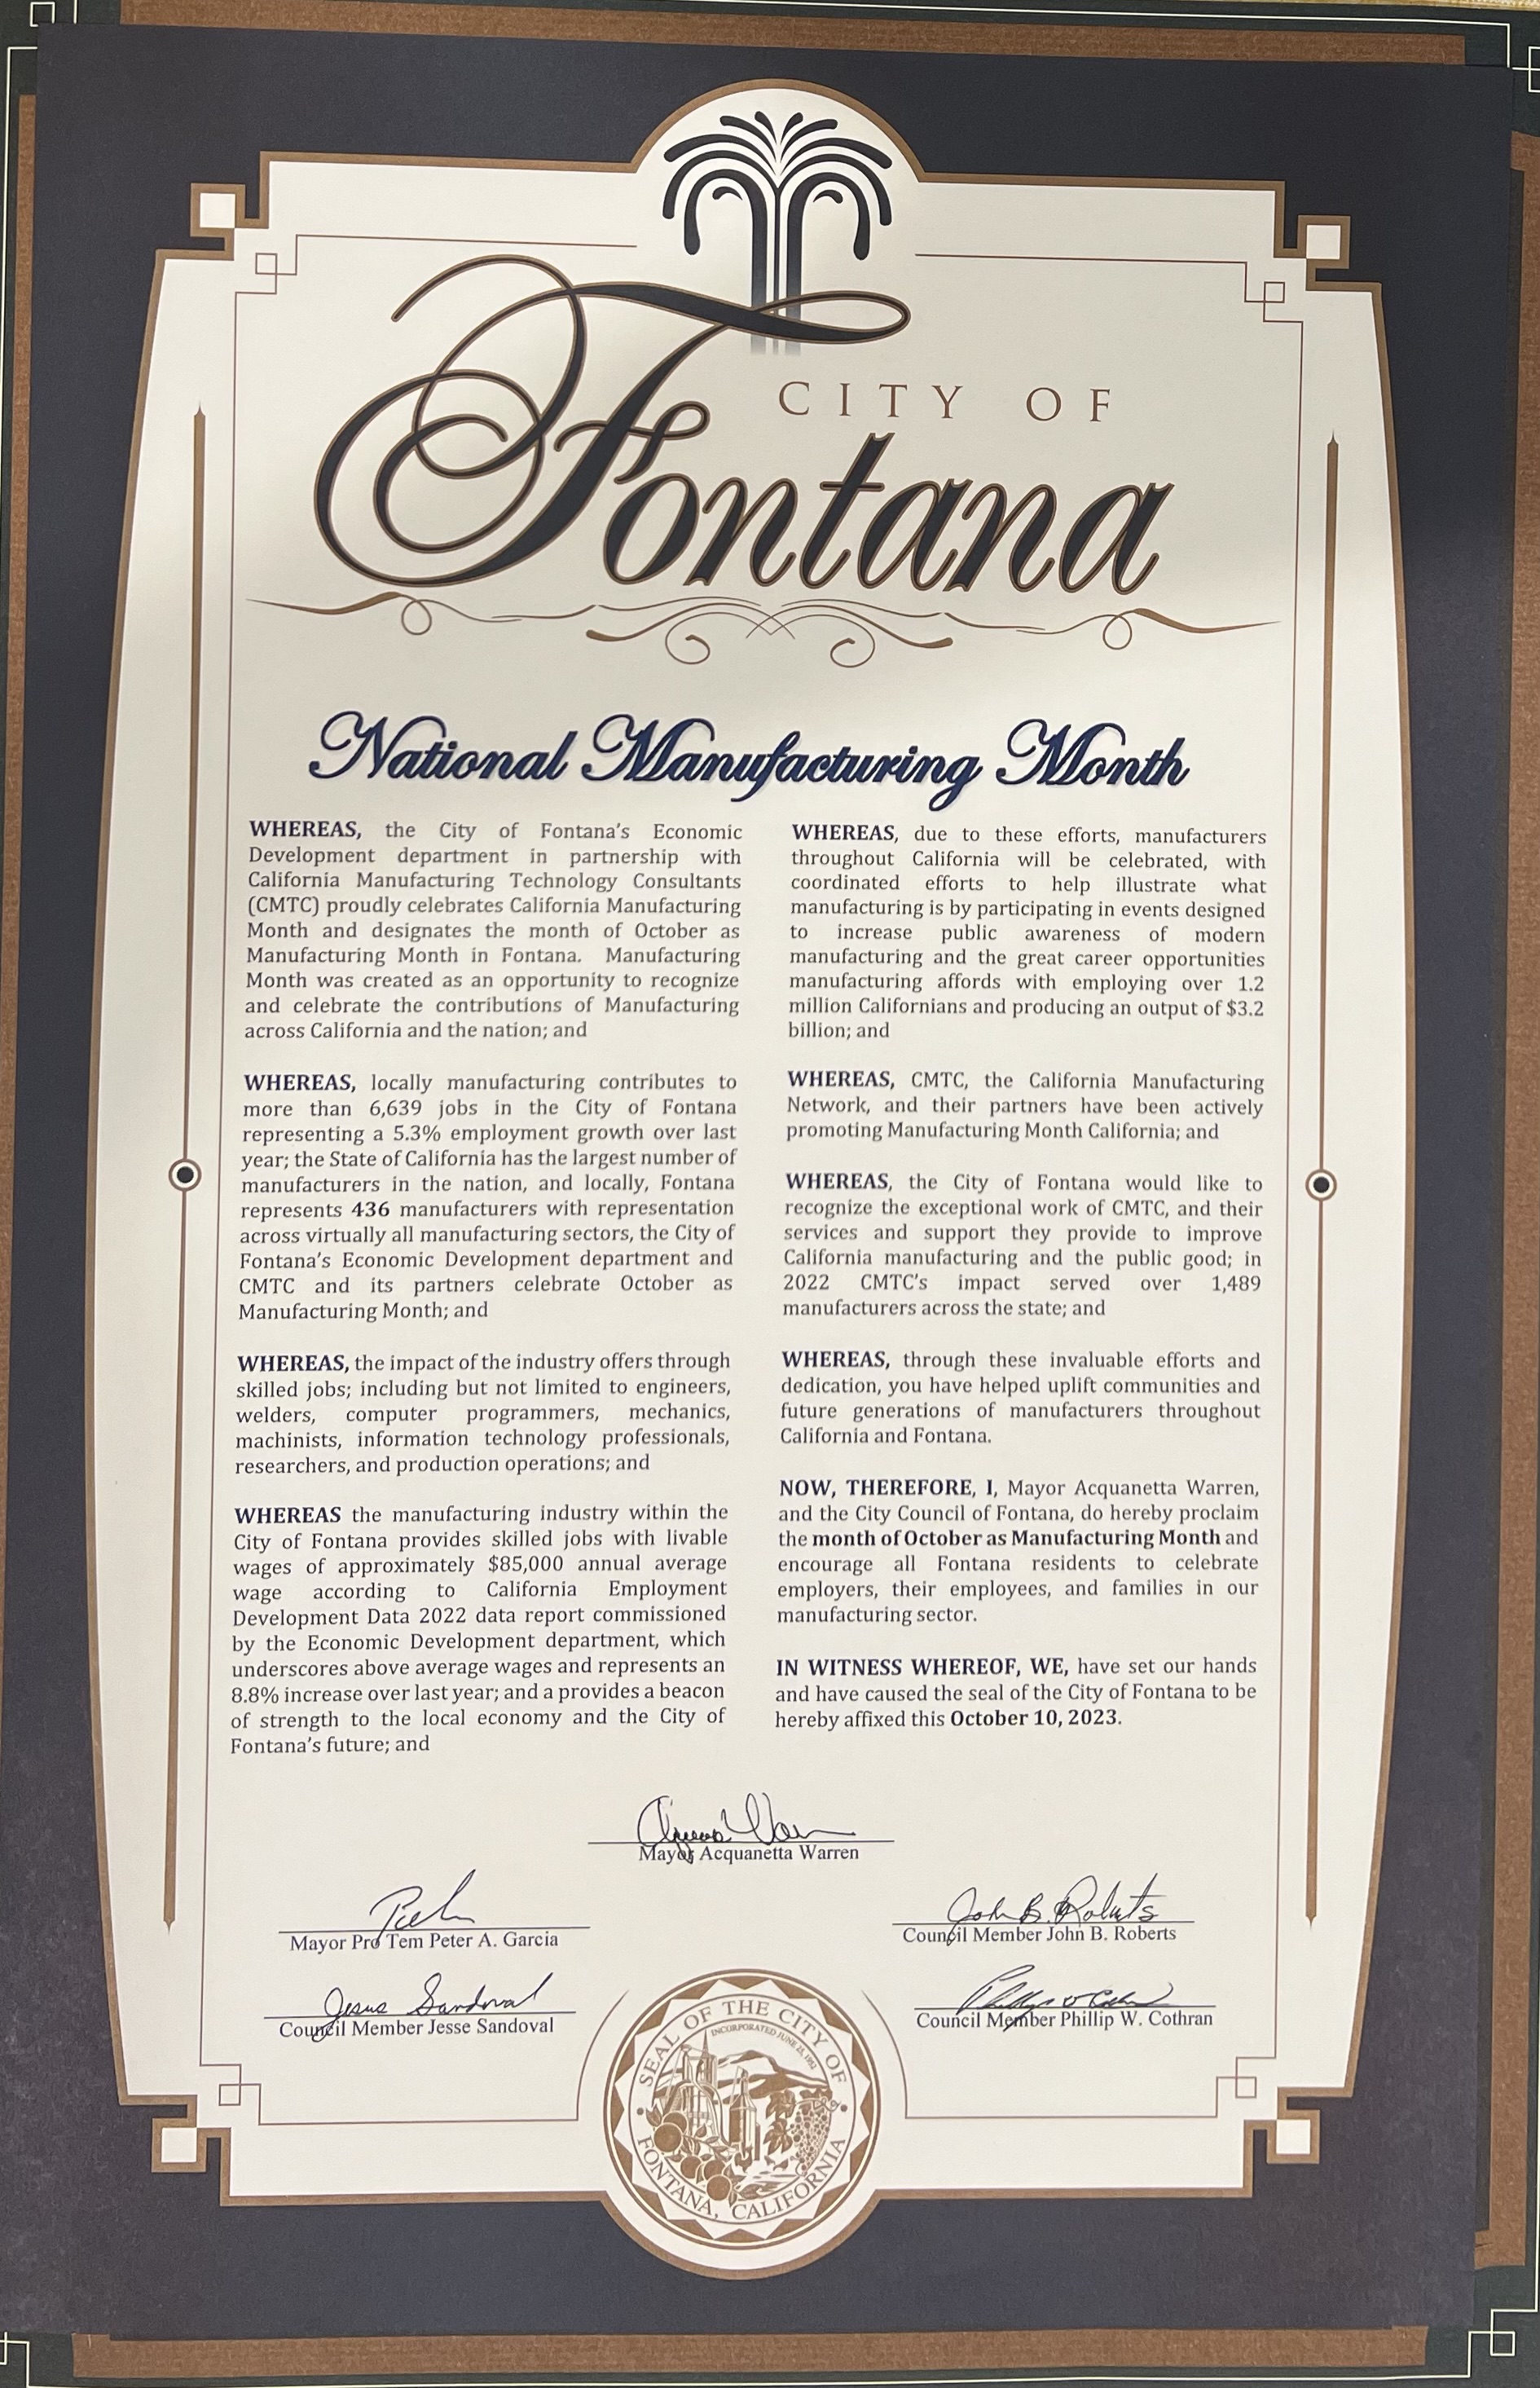 CITY OF
Fontana
National Manufacturing Month
WHEREAS, the City of Fontana's Economic
Development department in partnership with
California Manufacturing Technology Consultants
(CMTC) proudly celebrates California Manufacturing
Month and designates the month of October as
Manufacturing Month in Fontana. Manufacturing
Month was created as an opportunity to recognize
and celebrate the contributions of Manufacturing
across California and the nation; and
WHEREAS, locally manufacturing contributes to
more than 6,639 jobs in the City of Fontana
representing a 5.3% employment growth over last
year; the State of California has the largest number of
manufacturers in the nation, and locally, Fontana
represents 436 manufacturers with representation
across virtually all manufacturing sectors, the City of
Fontana's Economic Development department and
CMTC and its partners celebrate October as
Manufacturing Month; and
WHEREAS, the impact of the industry offers through
skilled jobs; including but not limited to engineers,
welders, computer programmers, mechanics,
machinists, information technology professionals,
researchers, and production operations; and
WHEREAS the manufacturing industry within the
City of Fontana provides skilled jobs with livable
wages of approximately $85,000 annual average
wage according to California Employment
Development Data 2022 data report commissioned
by the Economic Development department, which
underscores above average wages and represents an
8.8% increase over last year; and a provides a beacon
of strength to the local economy and the City of
Fontana's future; and
WHEREAS, due to these efforts, manufacturers
throughout California will be celebrated, with
coordinated efforts to help illustrate what
manufacturing is by participating in events designed
to increase public awareness of modern
manufacturing and the great career opportunities
manufacturing affords with employing over 1.2
million Californians and producing an output of $3.2
billion; and
WHEREAS, CMTC, the California Manufacturing
Network, and their partners have been actively
promoting Manufacturing Month California; and
WHEREAS, the City of Fontana would like to
recognize the exceptional work of CMTC, and their
services and support they provide to improve
California manufacturing and the public good; in
2022 CMTC's impact served over 1,489
manufacturers across the state; and
WHEREAS, through these invaluable efforts and
dedication, you have helped uplift communities and
future generations of manufacturers throughout
California and Fontana.
NOW, THEREFORE, I, Mayor Acquanetta Warren,
and the City Council of Fontana, do hereby proclaim
the month of October as Manufacturing Month and
encourage all Fontana residents to celebrate
employers, their employees, and families in our
manufacturing sector.
IN WITNESS WHEREOF, WE, have set our hands
and have caused the seal of the City of Fontana to be
hereby affixed this October 10, 2023.
Mayor Acquanetta Warren
Mayor Pro Tem Peter A. Garcia
John B. Roberts
Council Member John B. Roberts
Jesus Sandoval
Council Member Jesse Sandoval
Council Member Phillip W. Cothran
SEAL OF THE CITY OF
INCORPORATED JUNE 25, 1952
FONTANA, CALIFORNIA